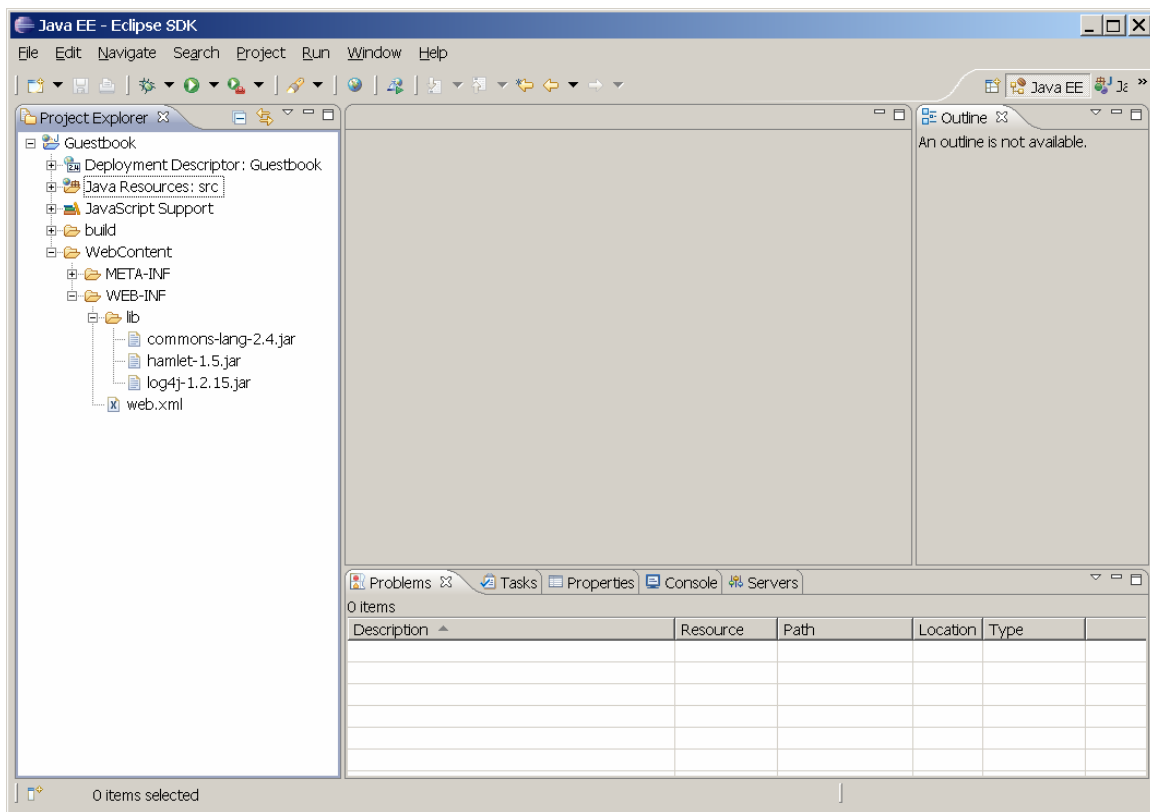 Java EE - Eclipse SDK
File Edit Navigate Search Project Run Window Help
Java EE Ja »
Project Explorer
Guestbook
2.4 Deployment Descriptor: Guestbook
Java Resources: src
JavaScript Support
build
WebContent
META-INF
WEB-INF
lib
commons-lang-2.4.jar
hamlet-1.5.jar
log4j-1.2.15.jar
X web.xml
Outline
An outline is not available.
Problems Tasks Properties Console Servers
0 items
Description Resource Path Location Type
0 items selected